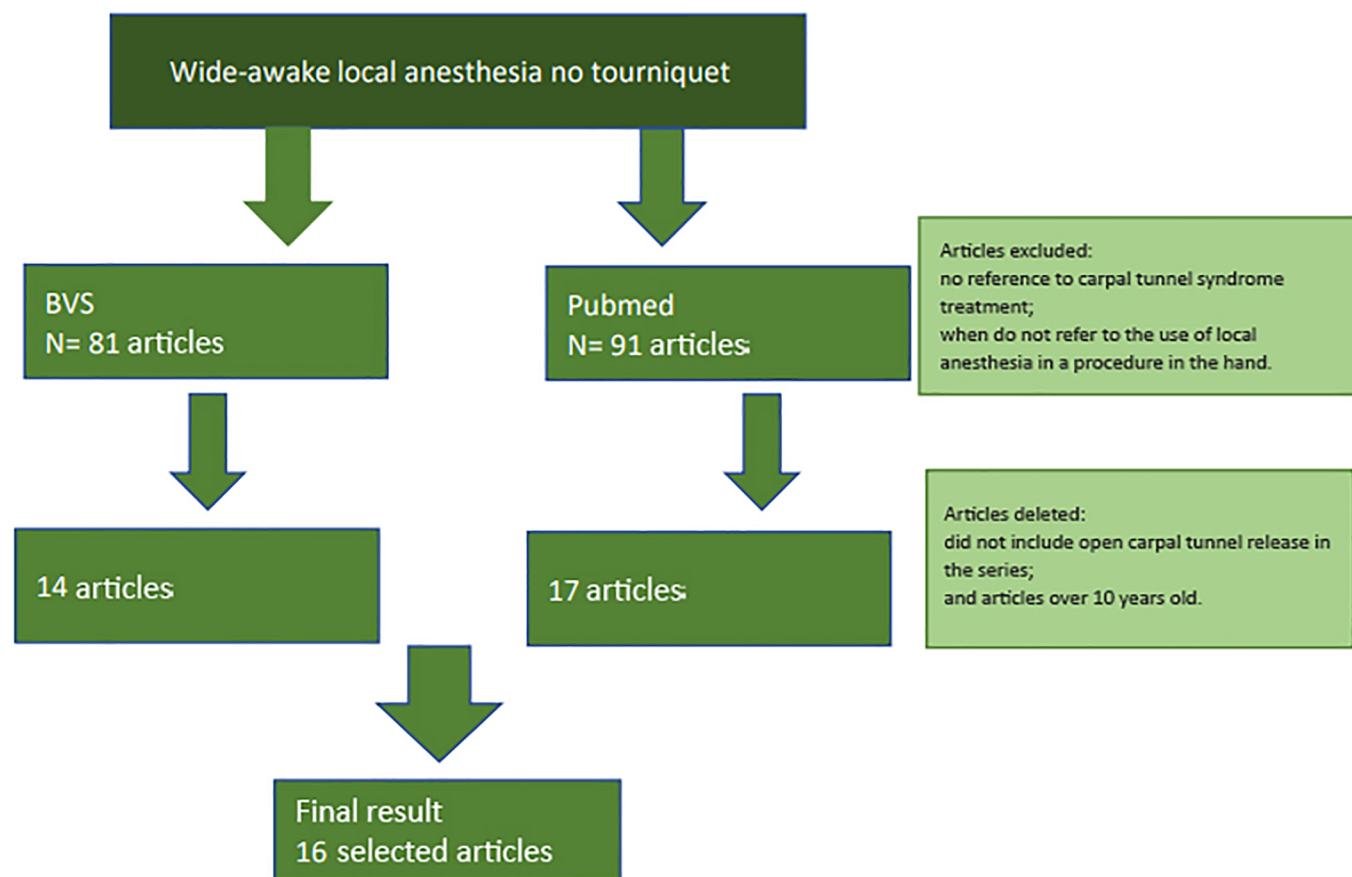 Wide-awake local anesthesia no tourniquet
BVS
N= 81 articles
Pubmed
N= 91 articles
Articles excluded:
no reference to carpal tunnel syndrome
treatment;
when do not refer to the use of local
anesthesia in a procedure in the hand.
14 articles
17 articles
Articles deleted:
did not include open carpal tunnel release in
the series;
and articles over 10 years old.
Final result
16 selected articles